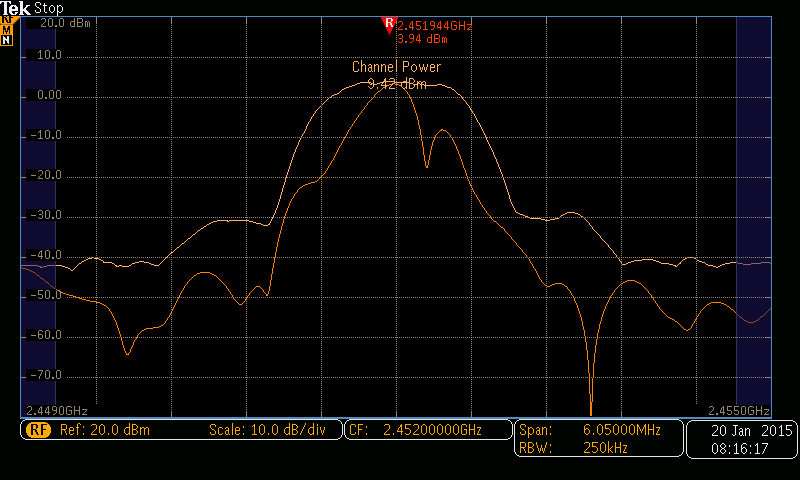 Tek Stop
RF
M
N
20.0 dBm
R 2.451944GHz
3.94 dBm
10.0
Channel Power
9.42 dBm
0.00
-10.0
-20.0
-30.0
-40.0
-50.0
-60.0
-70.0
2.4490GHz 2.4550GHz
RF Ref: 20.0 dBm Scale: 10.0 dB/div CF: 2.45200000GHz Span: 6.05000MHz 20 Jan 2015
RBW: 250kHz 08:16:17